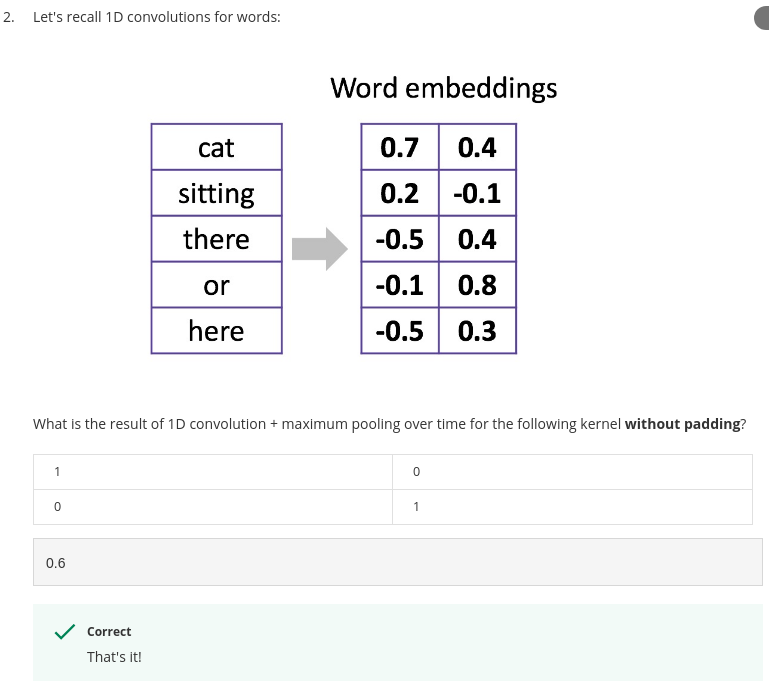 2. Let's recall 1D convolutions for words:
Word embeddings
cat 0.7 0.4
sitting 0.2 -0.1
there -0.5 0.4
or -0.1 0.8
here -0.5 0.3
What is the result of 1D convolution + maximum pooling over time for the following kernel without padding?
1 0
0 1
0.6
Correct
That's it!